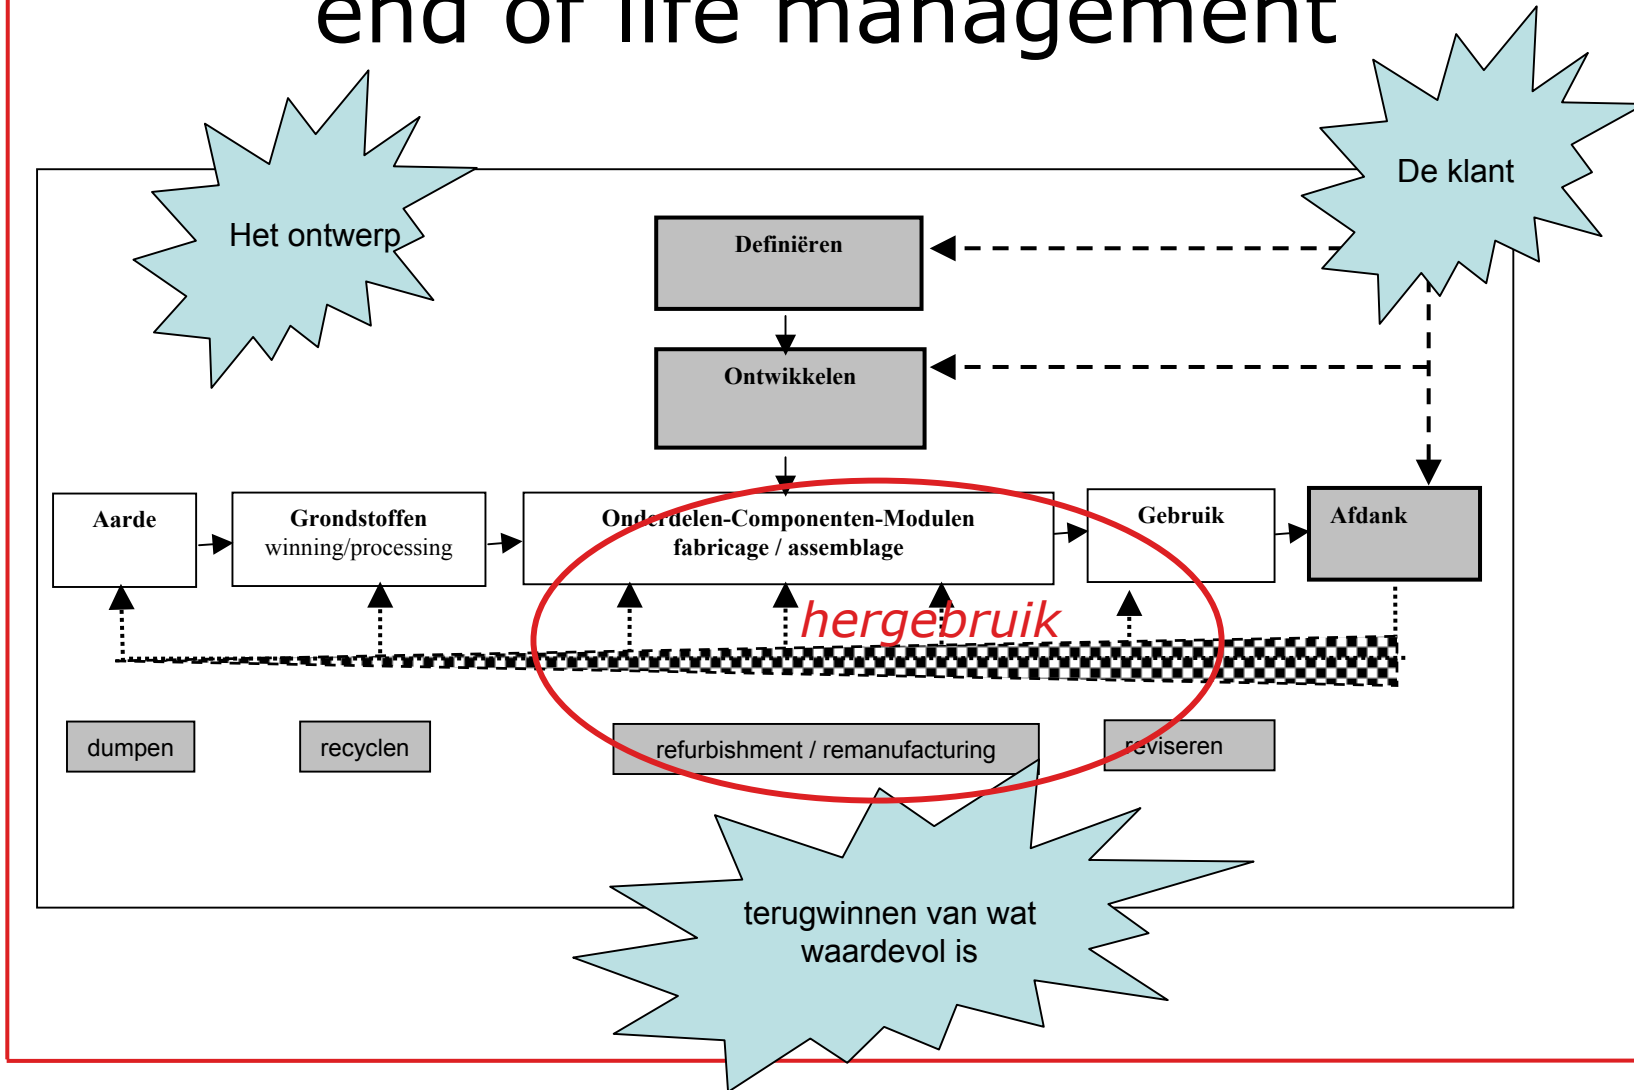 end of life management
De klant
Het ontwerp
Definiëren
Ontwikkelen
Aarde
Grondstoffen
winning/processing
Onderdelen-Componenten-Modulen
fabricage / assemblage
Gebruik
Afdank
hergebruik
dumpen
recyclen
refurbishment / remanufacturing
reviseren
terugwinnen van wat
waardevol is